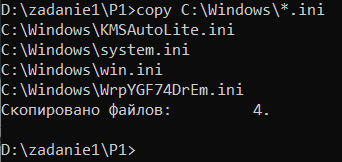 D:\zadanie1\P1>copy C:\Windows\*.ini
C:\Windows\KMSAutoLite.ini
C:\Windows\system.ini
C:\Windows\win.ini
C:\Windows\WrpYGF74DrEm.ini
Скопировано файлов:         4.
D:\zadanie1\P1>